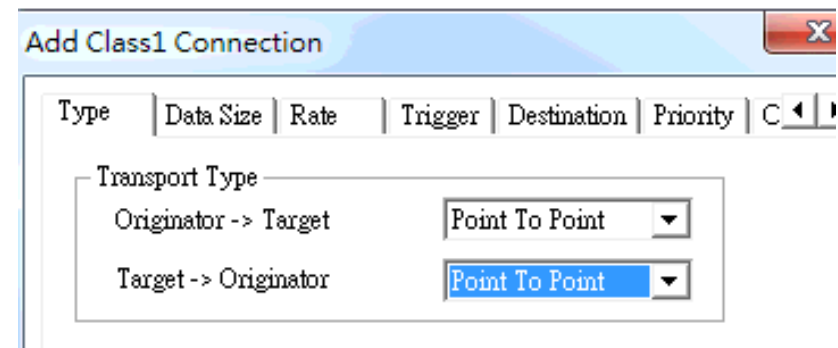 Add Class1 Connection
Type Data Size Rate Trigger Destination Priority C
Transport Type
Originator -> Target Point To Point
Target -> Originator Point To Point